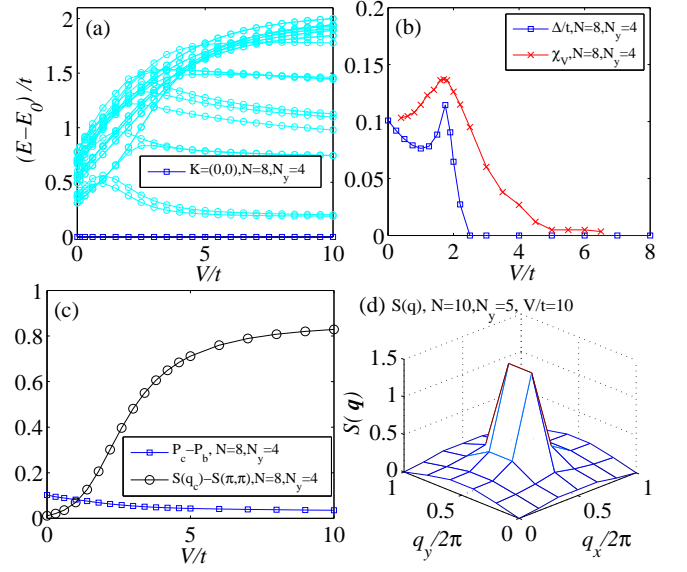 (a)
(E−E0)/t
2
1.5
1
0.5
0
K=(0,0),N=8,Ny=4
0 5 10
V/t
(b)
0.2
0.15
0.1
0.05
0
Δ/t,N=8,Ny=4
χV,N=8,Ny=4
0 2 4 6 8
V/t
(c)
1
0.8
0.6
0.4
0.2
0
Pc−Pb, N=8,Ny=4
S(qc)−S(π,π),N=8,Ny=4
0 5 10
V/t
(d) S(q), N=10,Ny=5, V/t=10
S(q)
1.5
1
0.5
0
1
0.5
0
qy/2π
0
0.5
1
qx/2π